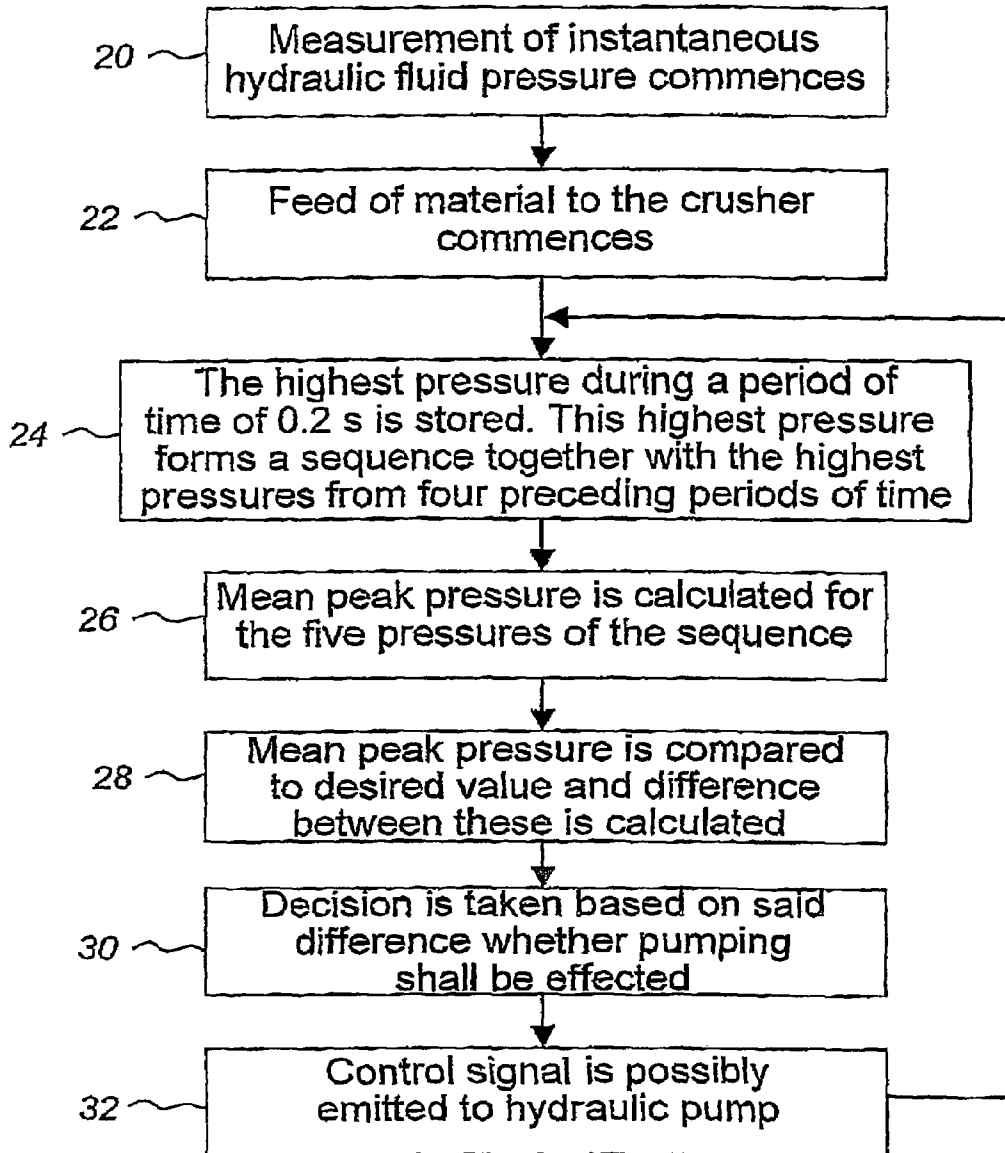 20
Measurement of instantaneous
hydraulic fluid pressure commences
22
Feed of material to the crusher
commences
24
The highest pressure during a period of
time of 0.2 s is stored. This highest pressure
forms a sequence together with the highest
pressures from four preceding periods of time
26
Mean peak pressure is calculated for
the five pressures of the sequence
28
Mean peak pressure is compared
to desired value and difference
between these is calculated
30
Decision is taken based on said
difference whether pumping
shall be effected
32
Control signal is possibly
emitted to hydraulic pump